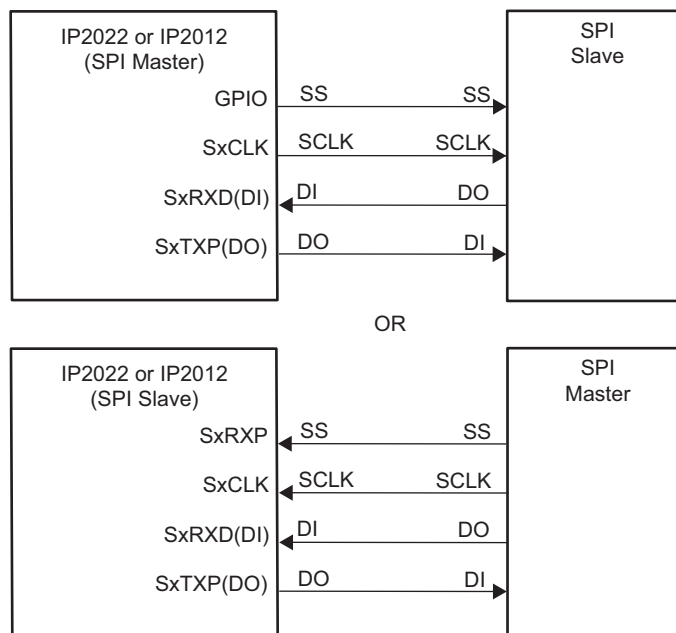 IP2022 or IP2012
(SPI Master)
SPI
Slave
GPIO SS SS
SxCLK SCLK SCLK
SxRXD(DI) DI DO
SxTXP(DO) DO DI
OR
IP2022 or IP2012
(SPI Slave)
SPI
Master
SxRXP SS SS
SxCLK SCLK SCLK
SxRXD(DI) DI DO
SxTXP(DO) DO DI